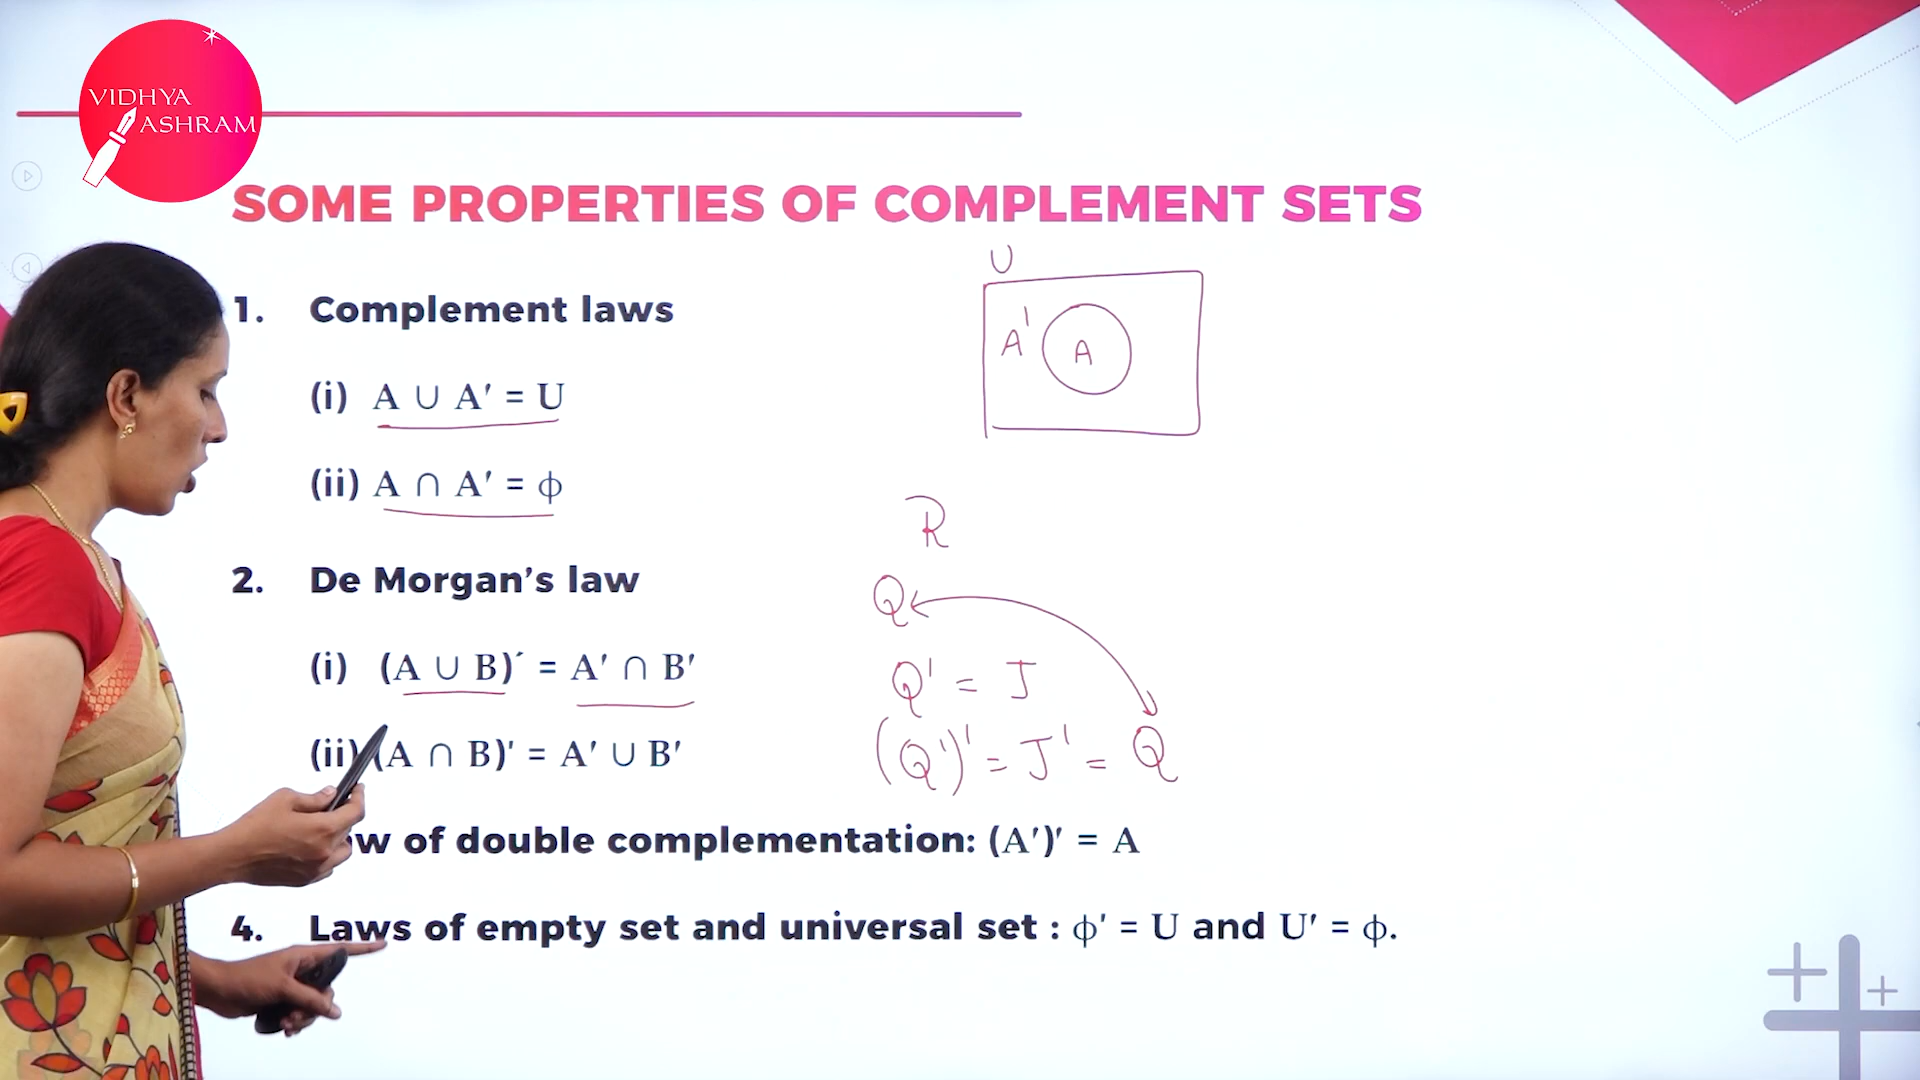 VIDHYA
ASHRAM
SOME PROPERTIES OF COMPLEMENT SETS
U
1. Complement laws
A' A
(i) A ∪ A′ = U
(ii) A ∩ A′ = ϕ
R
2. De Morgan’s law
Q
(i) (A ∪ B)´ = A′ ∩ B′
Q' = J
(ii) (A ∩ B)′ = A′ ∪ B′
(Q')' = J' = Q
of double complementation: (A′)′ = A
4. Laws of empty set and universal set : ϕ′ = U and U′ = ϕ.